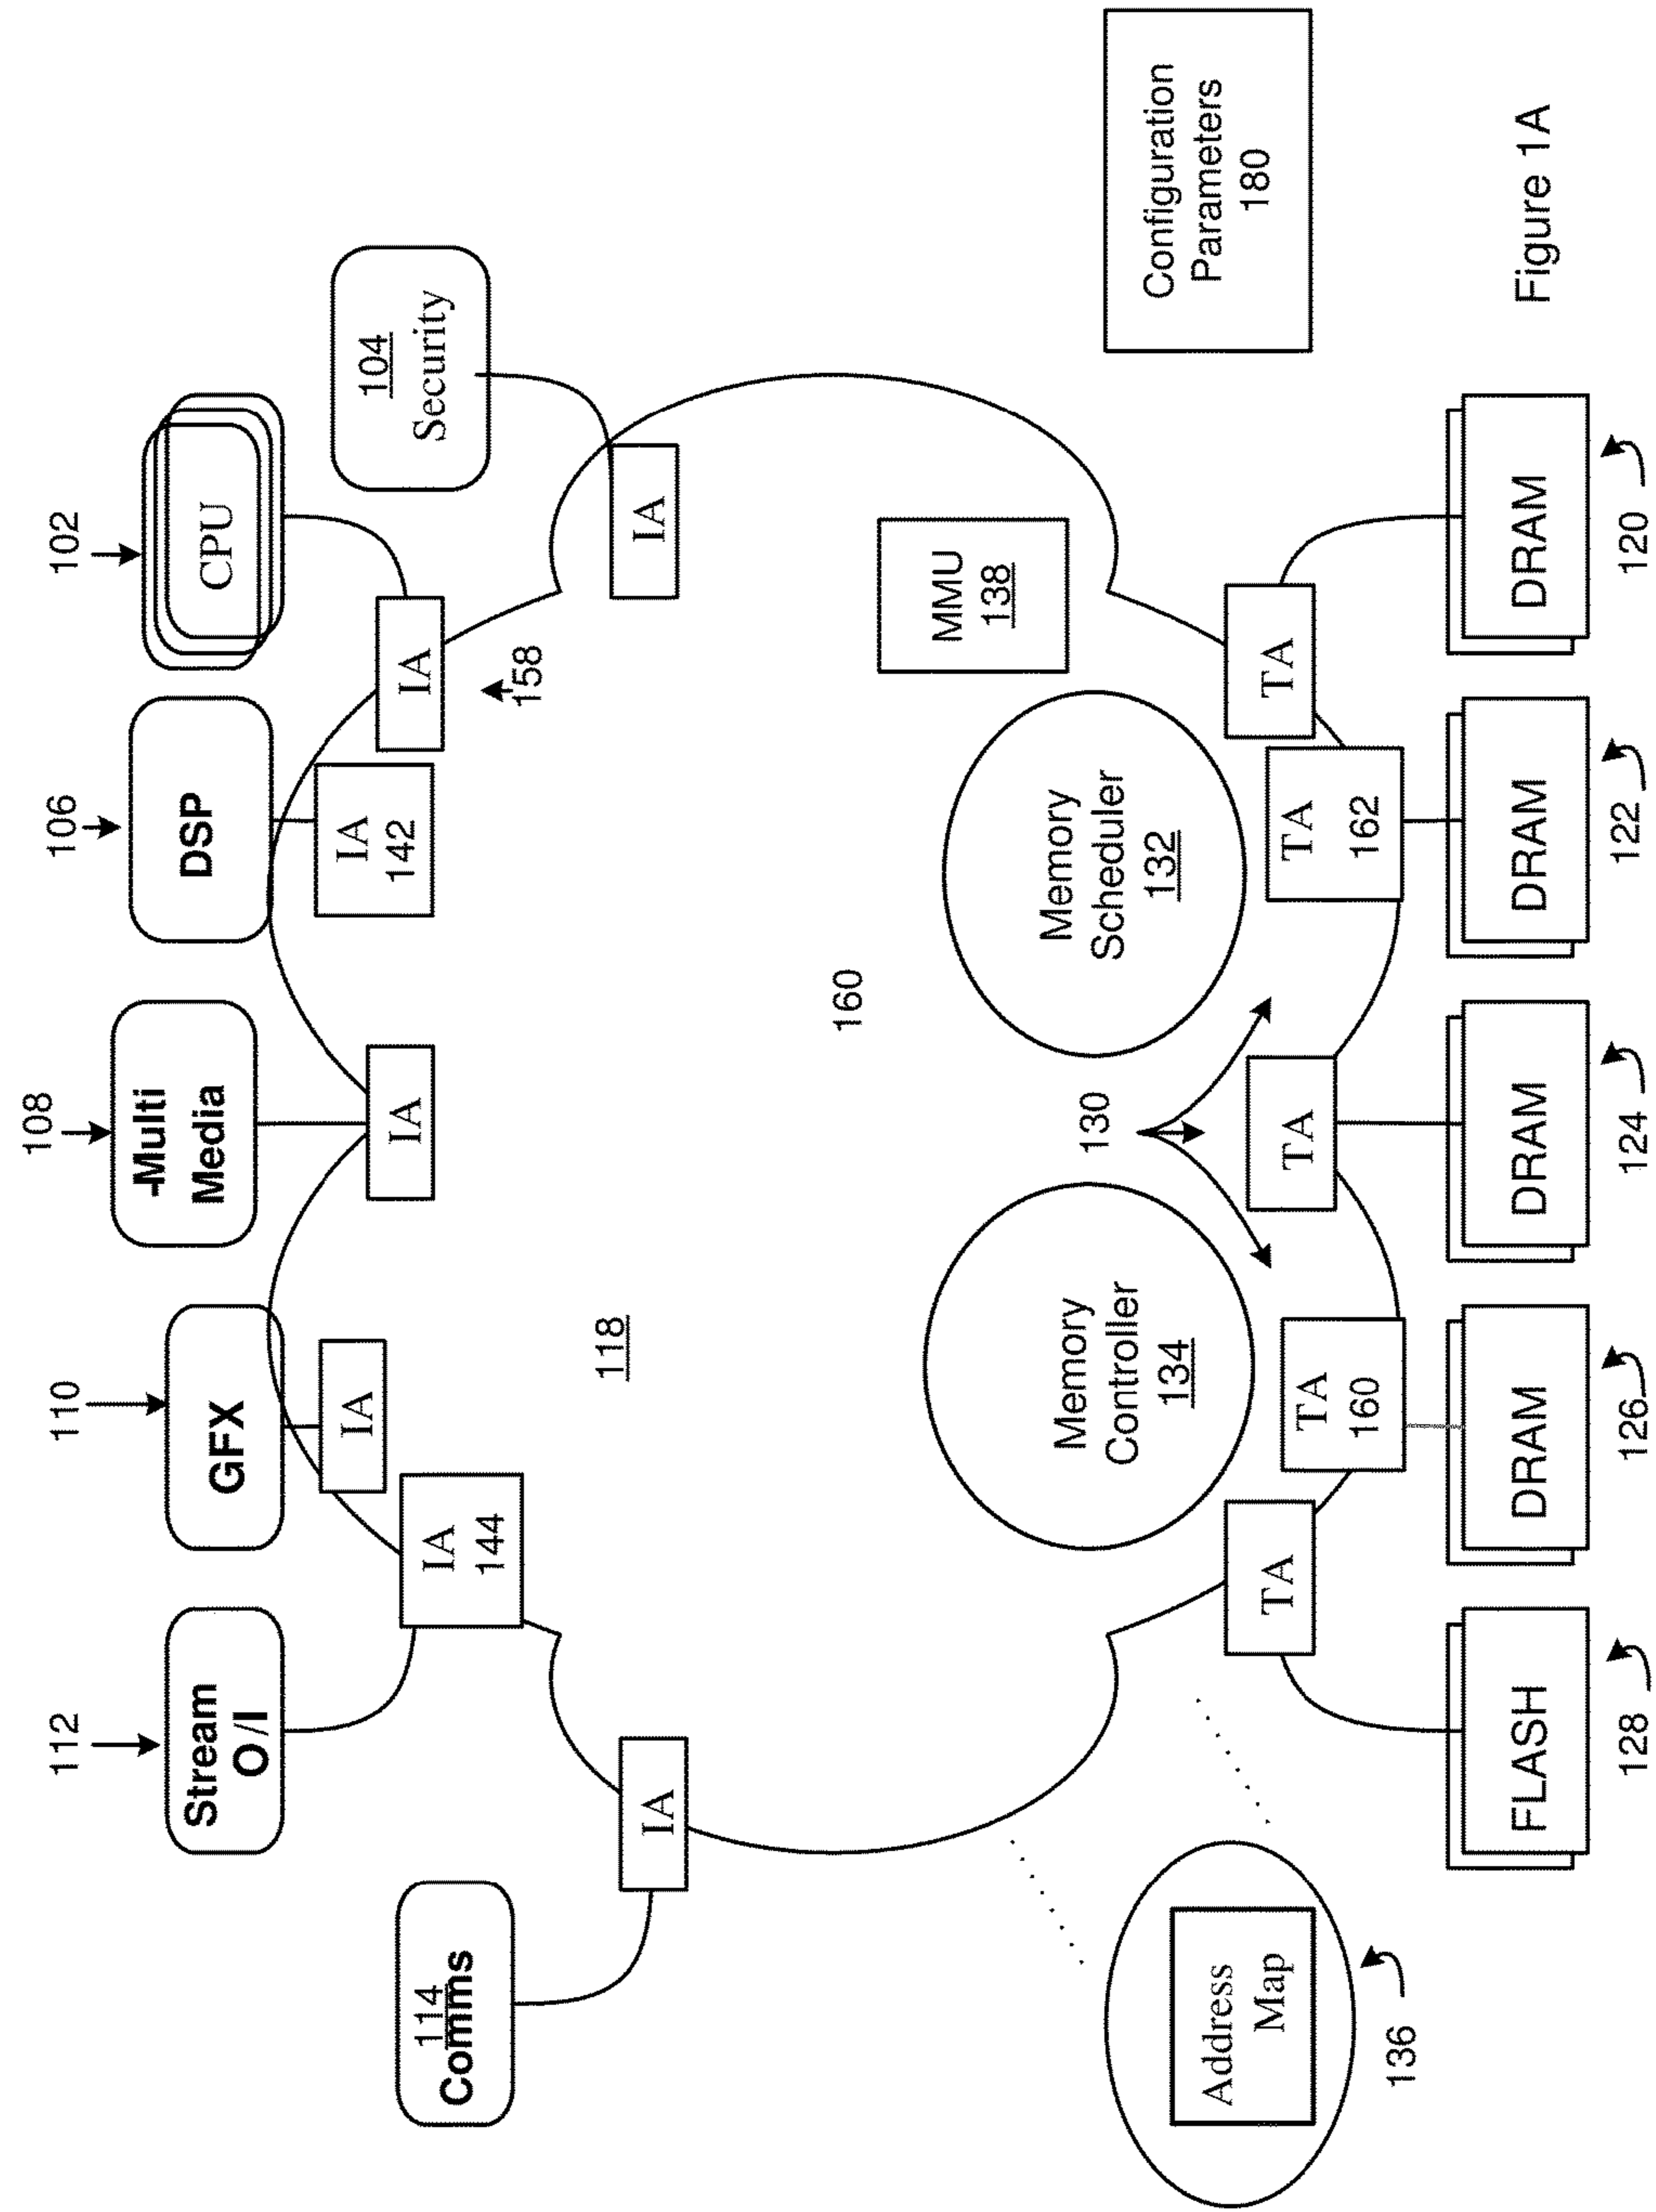 114
Comms
112
Stream
O /I
110
GFX
108
-Multi
Media
106
DSP
102
CPU
104
Security
IA
IA
144
IA
IA
IA
142
IA
158
IA
118
160
MMU
138
Memory
Controller
134
130
Memory
Scheduler
132
Address
Map
136
TA
TA
160
TA
TA
162
TA
FLASH
128
DRAM
126
DRAM
124
DRAM
122
DRAM
120
Configuration
Parameters
180
Figure 1A